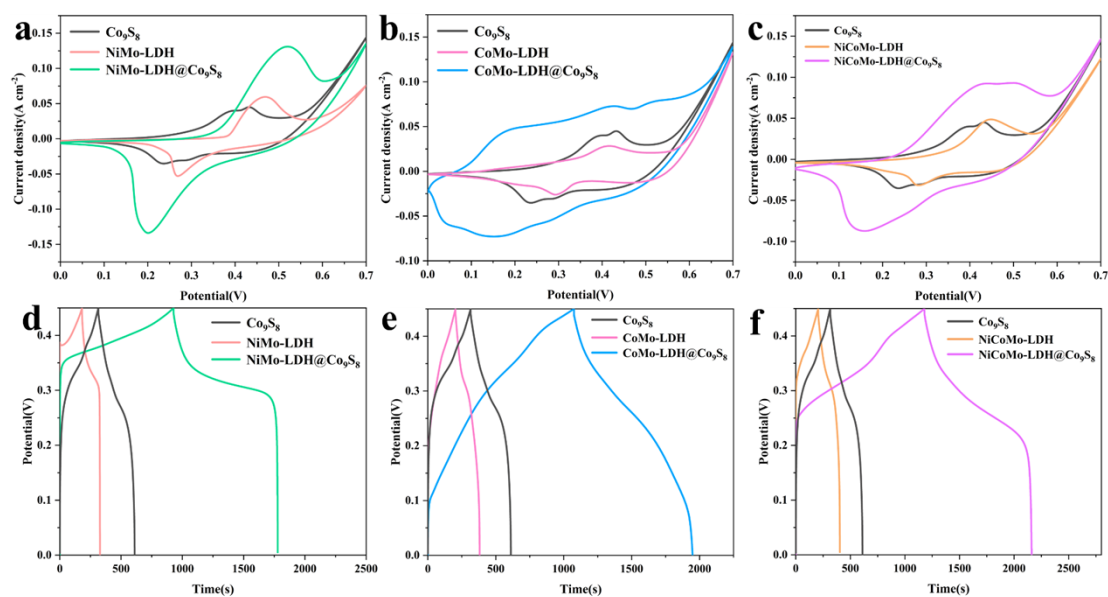 a
Current density(A cm⁻²)
0.15
0.10
0.05
0.00
-0.05
-0.10
-0.15
Co₉S₈
NiMo-LDH
NiMo-LDH@Co₉S₈
0.0 0.1 0.2 0.3 0.4 0.5 0.6 0.7
Potential(V)
b
Current density(A cm⁻²)
0.15
0.10
0.05
0.00
-0.05
-0.10
Co₉S₈
CoMo-LDH
CoMo-LDH@Co₉S₈
0.0 0.1 0.2 0.3 0.4 0.5 0.6 0.7
Potential(V)
c
Current density(A cm⁻²)
0.15
0.10
0.05
0.00
-0.05
-0.10
Co₉S₈
NiCoMo-LDH
NiCoMo-LDH@Co₉S₈
0.0 0.1 0.2 0.3 0.4 0.5 0.6 0.7
Potential(V)
d
Potential(V)
0.4
0.3
0.4
0.1
0.0
Co₉S₈
NiMo-LDH
NiMo-LDH@Co₉S₈
0 500 1000 1500 2000 2500
Time(s)
e
Potential(V)
0.4
0.3
0.4
0.1
0.0
Co₉S₈
CoMo-LDH
CoMo-LDH@Co₉S₈
0 500 1000 1500 2000
Time(s)
f
Potential(V)
0.4
0.3
0.4
0.1
0.0
Co₉S₈
NiCoMo-LDH
NiCoMo-LDH@Co₉S₈
0 500 1000 1500 2000 2500
Time(s)